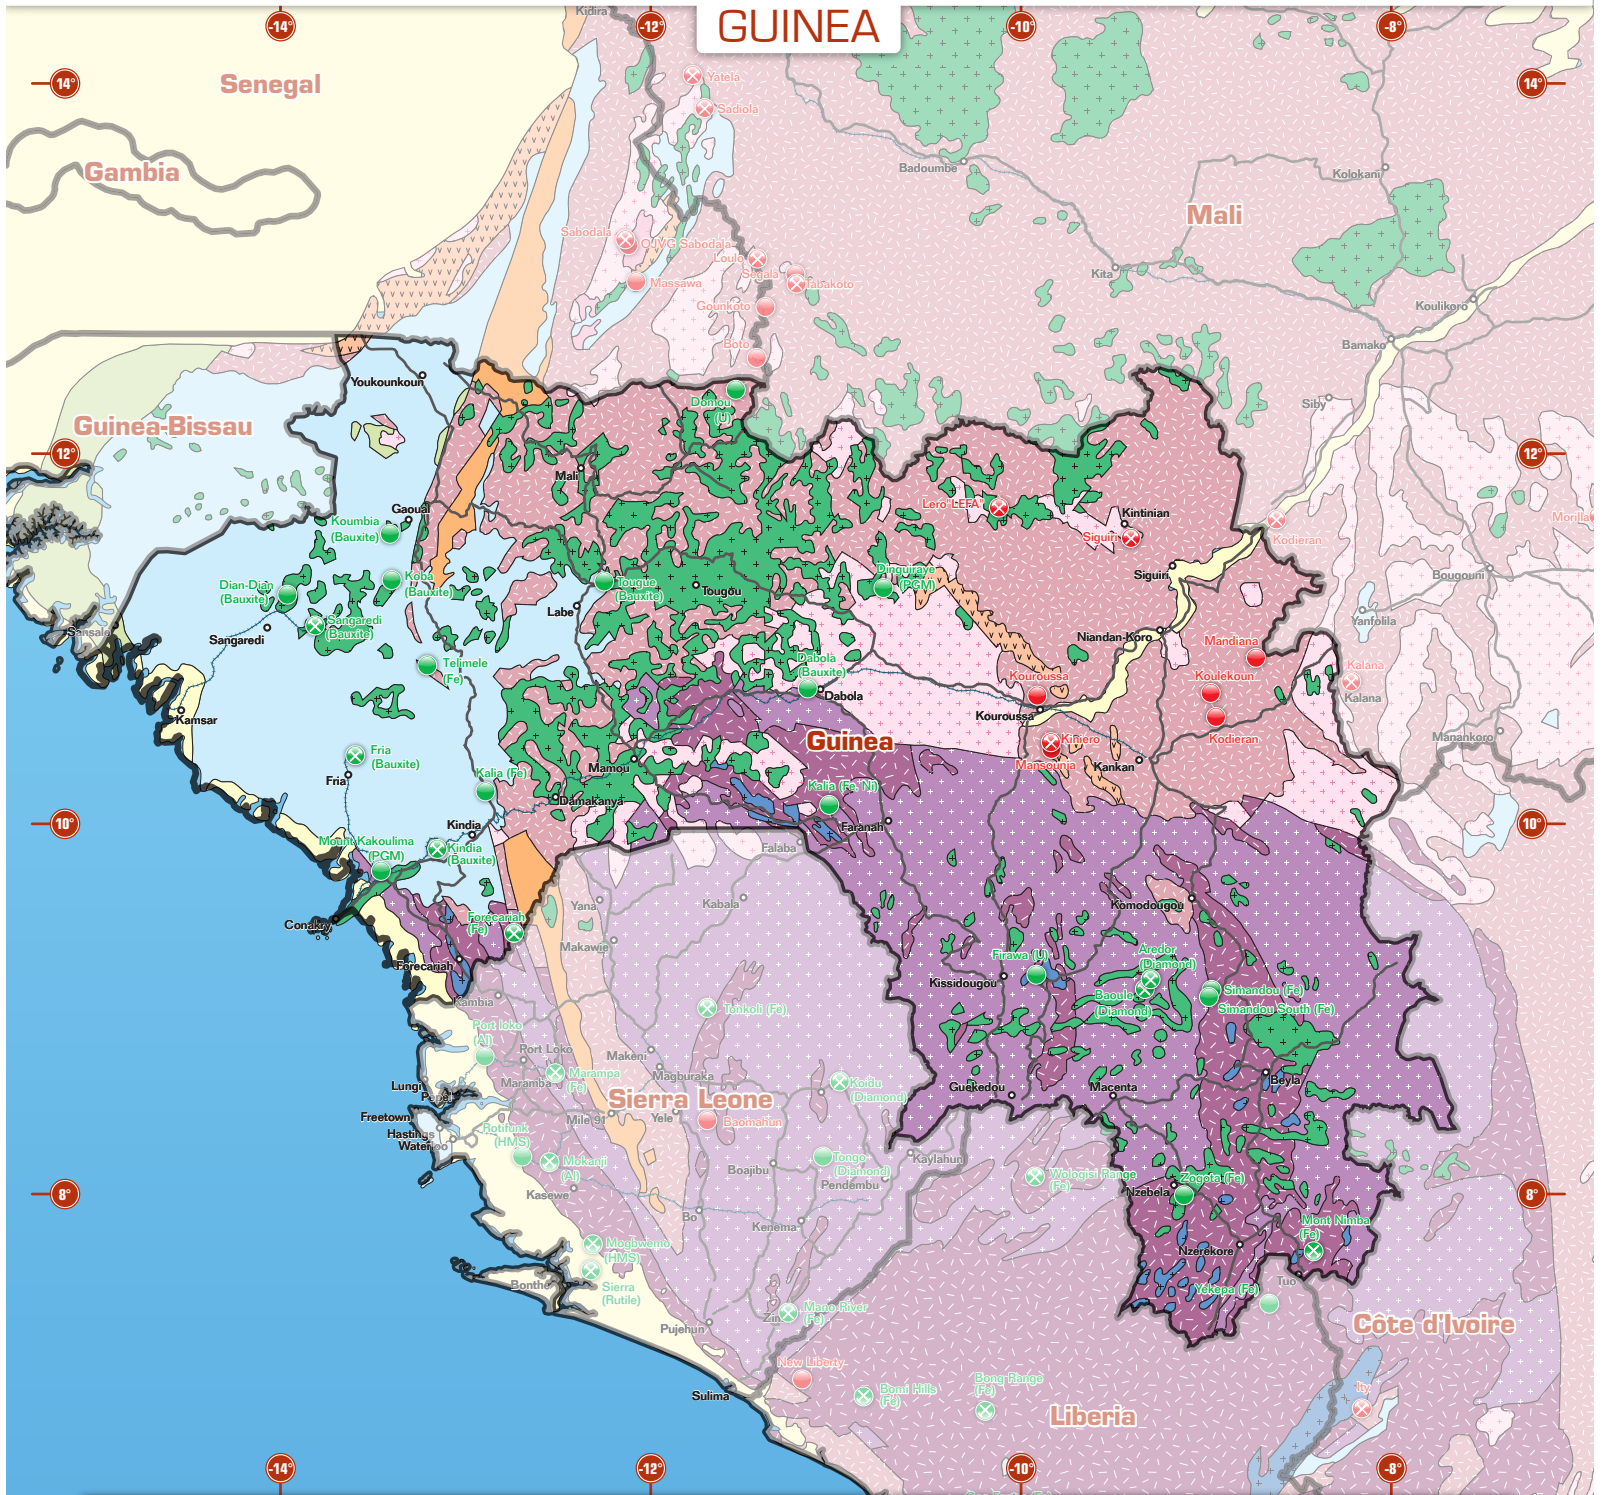 GUINEA
-14°
-12°
-10°
-8°
Kidira
14°
14°
Senegal
Yatela
Sadiola
Gambia
Badoumbe
Kolokani
Mali
Sabodala
OJVG Sabodala
Loulo
Segala
Tabakoto
Massawa
Gounkoto
Kita
Koulikoro
Boto
Bamako
Youkounkoun
Domou
(U)
Siby
Guinea-Bissau
12°
12°
Mali
Lero"LEFA"
Kintinian
Siguiri
Gaoual
Koumbia
(Bauxite)
Kodieran
Morilla
Koba
(Bauxite)
Dian-Dian
(Bauxite)
Tougue
(Bauxite)
Tougou
Dinguiraye
(PGM)
Siguiri
Bougouni
Labe
Sangaredi
(Bauxite)
Sangaredi
Sansale
Yanfolila
Niandan-Koro
Mandiana
Telimele
(Fe)
Dabola
(Bauxite)
Dabola
Kouroussa
Kouroussa
Koulekoun
Kalana
Kalana
Kamsar
Guinea
Kiniero
Mansounia
Kodieran
Manankoro
Kankan
Fria
(Bauxite)
Fria
Mamou
Kalia (Fe)
Kalia (Fe, Ni)
Damakanya
10°
10°
Kindia
Faranah
Mount Kakoulima
(PGM)
Kindia
(Bauxite)
Falaba
Conakry
Forecariah
(Fe)
Yana
Kabala
Komodougou
Makawie
Forecariah
Firawa (U)
Aredor
(Diamond)
Kissidougou
Baoule
(Diamond)
Simandou (Fe)
Simandou South (Fe)
Kambia
Tonkoli (Fe)
Port loko
(Al)
Port Loko
Makeni
Marampa
(Fe)
Maramba
Magburaka
Koidu
(Diamond)
Lungi
Pepel
Guekedou
Macenta
Beyla
Sierra Leone
Freetown
Mile 91
Yele
Baomahun
Hastings
Waterloo
Rotifunk
(HMS)
Mokanji
(Al)
Tongo
(Diamond)
Kaylahun
Boajibu
Pendembu
Wologisi Range
(Fe)
Zogota (Fe)
Nzebela
8°
8°
Kasewe
Bo
Kenema
Mont Nimba
(Fe)
Nzerekore
Mogbwemo
(HMS)
Sierra
(Rutile)
Bonthe
Yekepa (Fe)
Tuo
Mano River
(Fe)
Pujehun
Côte d'Ivoire
New Liberty
Sulima
Bomi Hills
(Fe)
Bong Range
(Fe)
Ity
Liberia
-14°
-12°
-10°
-8°